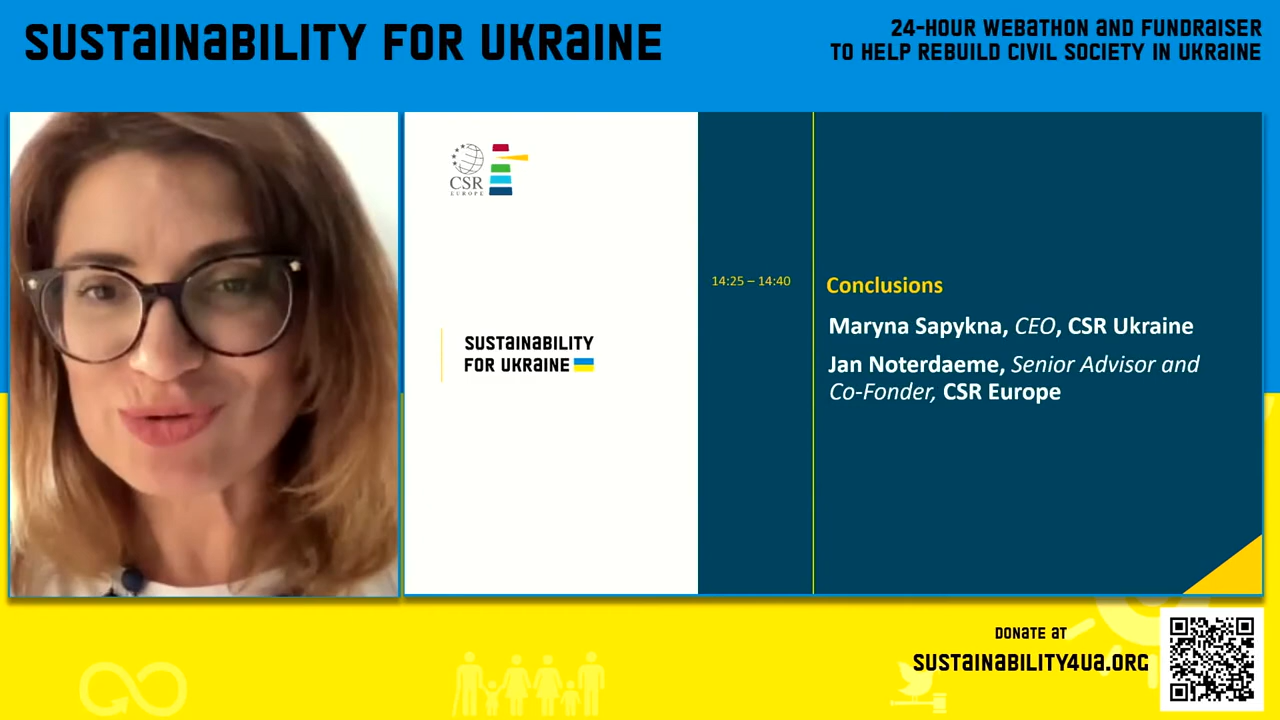 SUSTAINABILITY FOR UKRAINE
24-HOUR WEBATHON AND FUNDRAISER
TO HELP REBUILD CIVIL SOCIETY IN UKRAINE
CSR
EUROPE
SUSTAINABILITY
FOR UKRAINE
14:25 – 14:40
Conclusions
Maryna Sapykna, CEO, CSR Ukraine
Jan Noterdaeme, Senior Advisor and
Co-Fonder, CSR Europe
DONATE AT
SUSTAINABILITY4UA.ORG